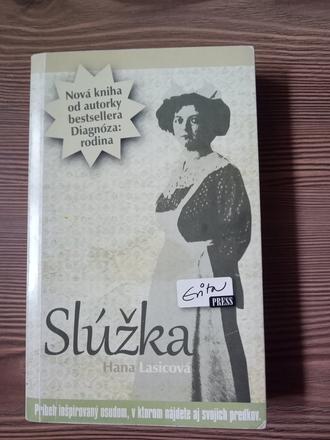 Nová kniha
od autorky
bestsellera
Diagnóza:
rodina
Evita
PRESS
Slúžka
Hana Lasicová
Príbeh inšpirovaný osudom, v ktorom nájdete aj svojich predkov.